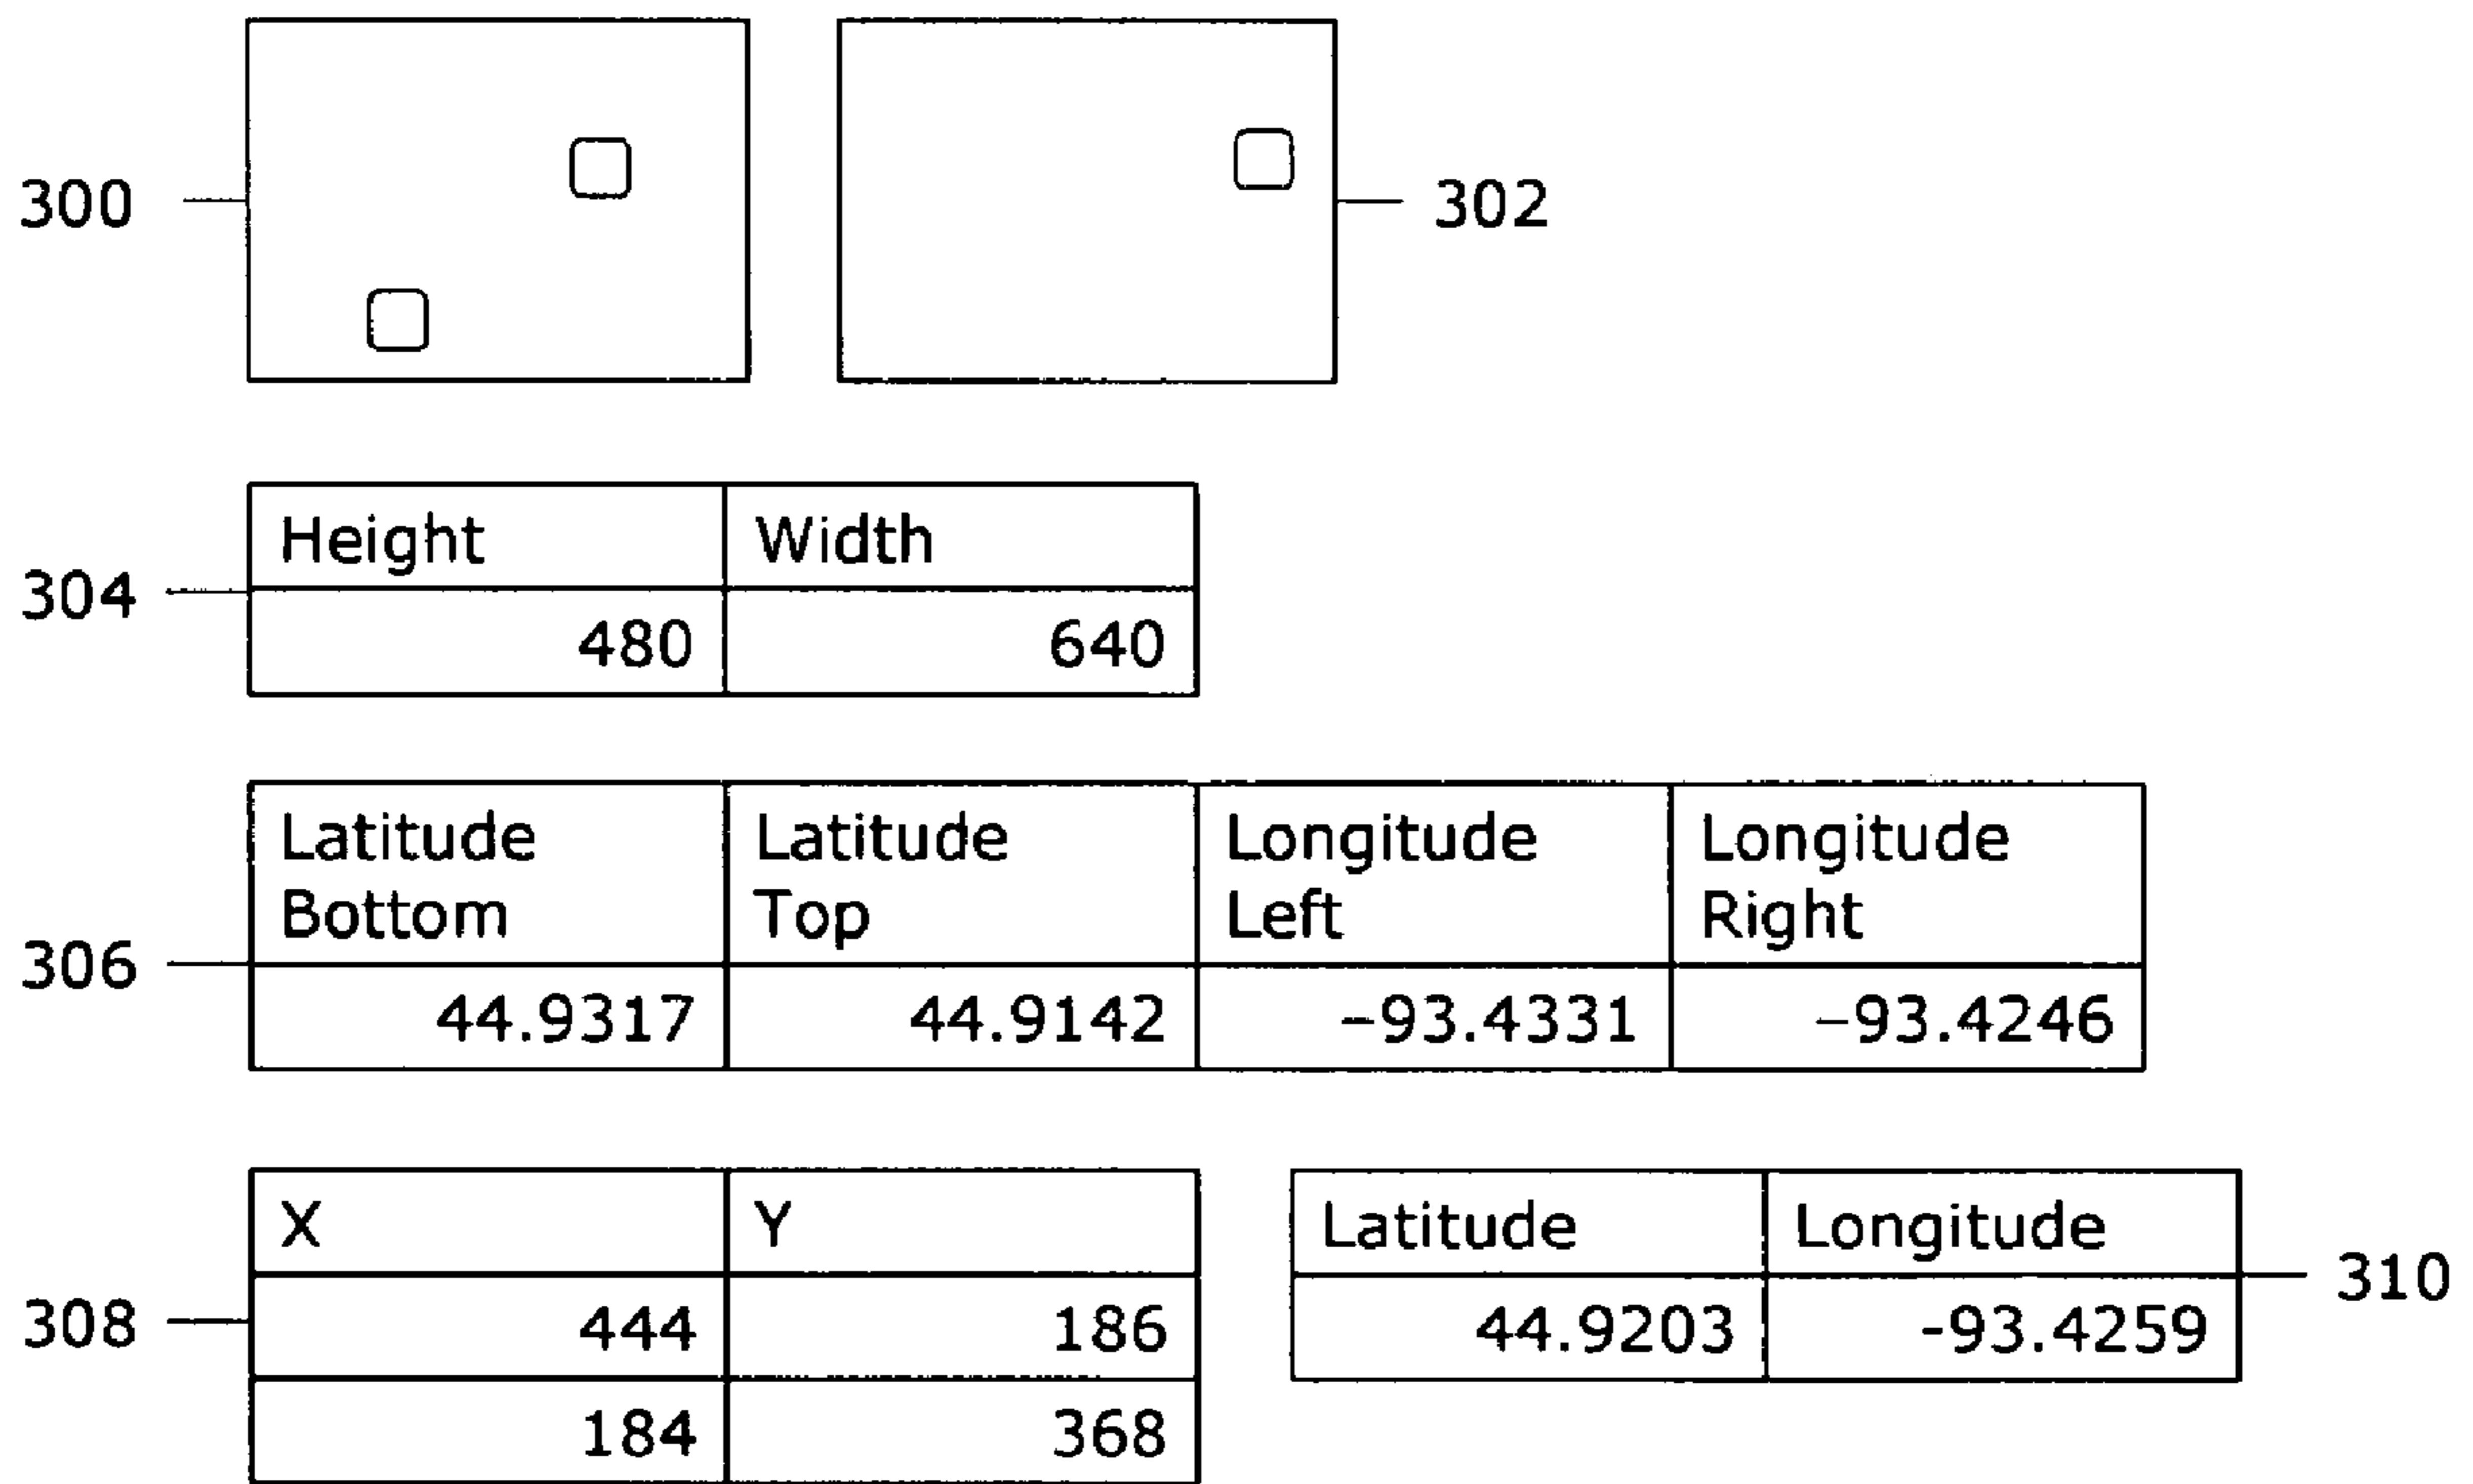 300
302
Height Width
304
480 640
Latitude Bottom Latitude Top Longitude Left Longitude Right
306
44.9317 44.9142 –93.4331 –93.4246
X Y Latitude Longitude
310
308
444 186 44.9203 -93.4259
184 368